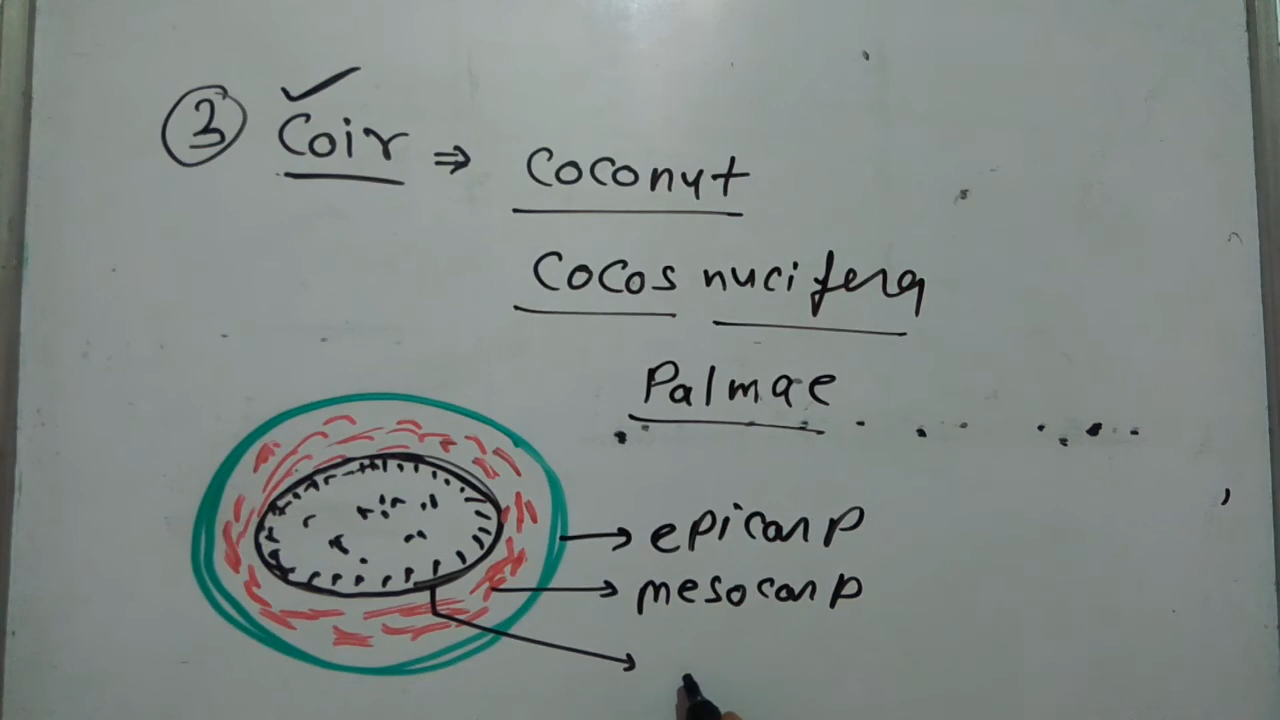 3 Coir ⇒ Coconut
Cocos nucifera
Palmae
epicarp
mesocarp